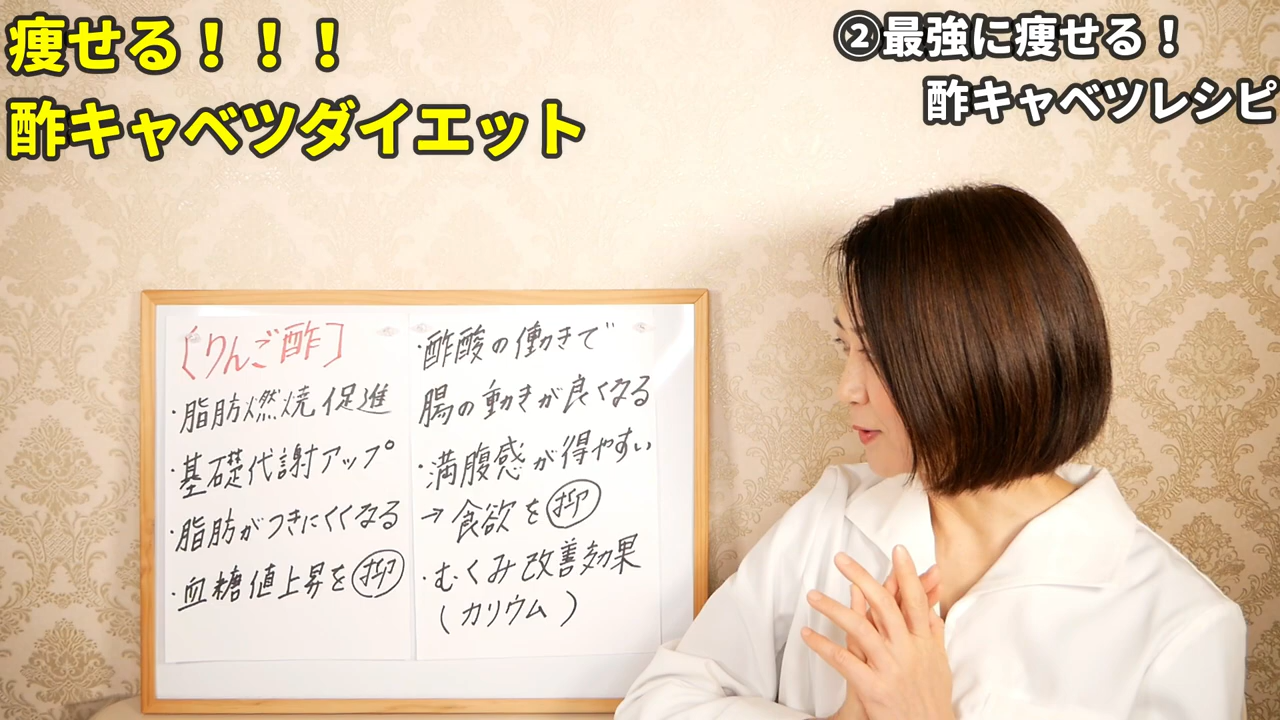 痩せる！！！
酢キャベツダイエット
②最強に痩せる！
酢キャベツレシピ
［りんご酢］
・脂肪燃焼促進
・基礎代謝アップ
・脂肪がつきにくくなる
・血糖値上昇を抑
・酢酸の働きで
腸の動きが良くなる
・満腹感が得やすい
→食欲を抑
・むくみ改善効果
（カリウム）